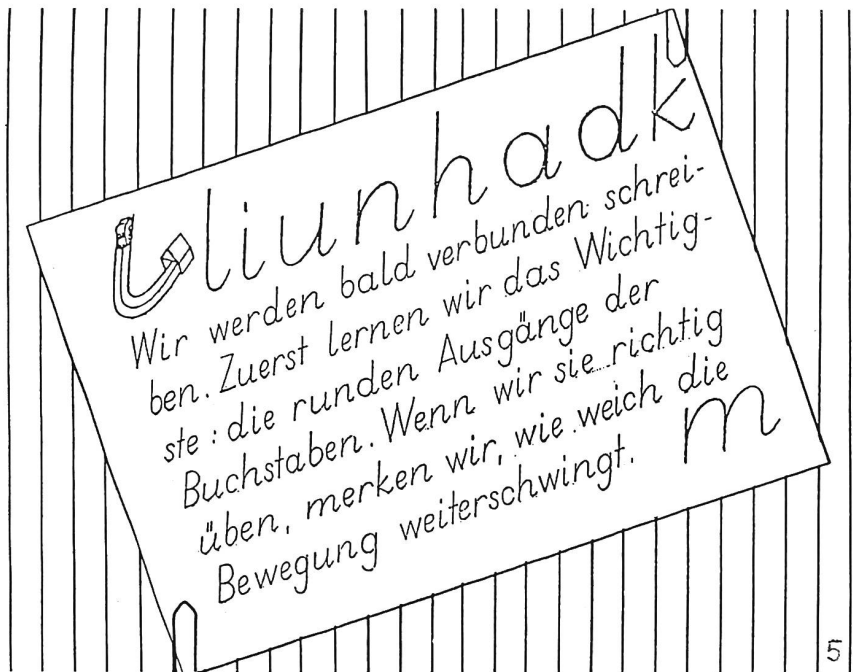 l i u n h a d k
Wir werden bald verbunden schrei-
ben. Zuerst lernen wir das Wichtig-
ste: die runden Ausgänge der
Buchstaben. Wenn wir sie richtig
üben, merken wir, wie weich die
Bewegung weiterschwingt.
m
5